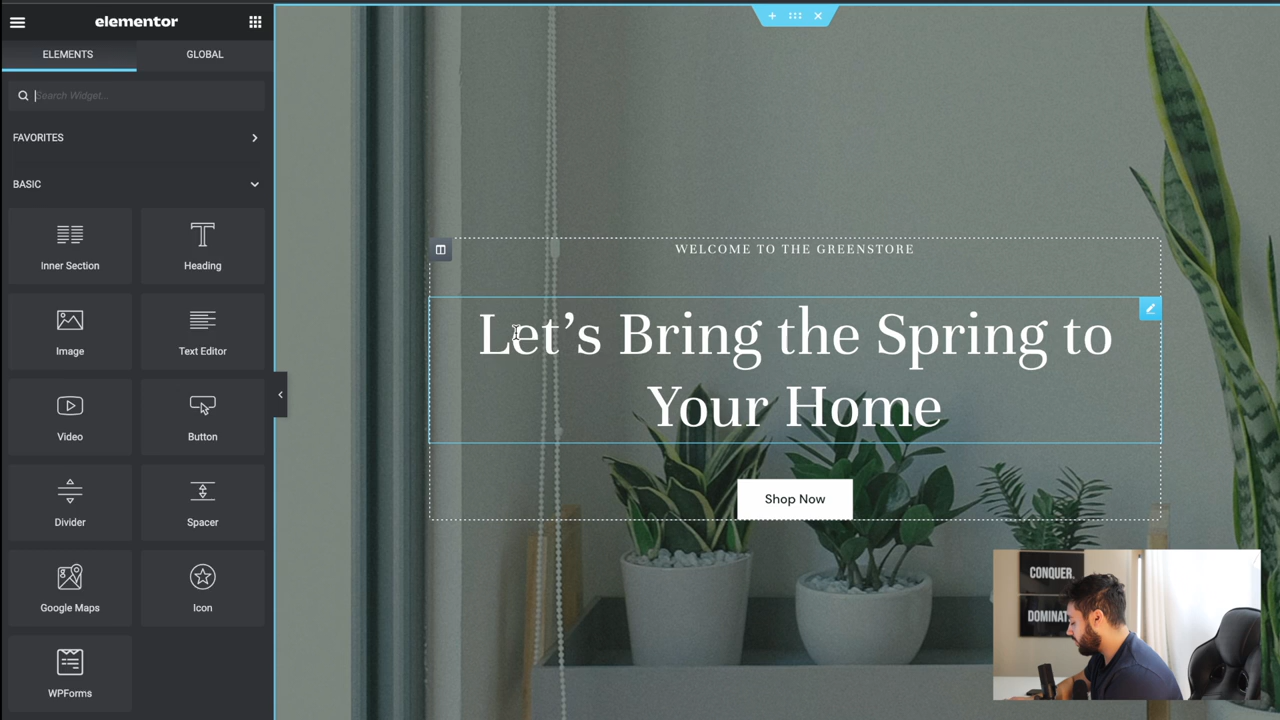 elementor
ELEMENTS
GLOBAL
Search Widget...
FAVORITES
BASIC
Inner Section
Heading
Image
Text Editor
Video
Button
Divider
Spacer
Google Maps
Icon
WPForms
WELCOME TO THE GREENSTORE
Let’s Bring the Spring to
Your Home
Shop Now
CONQUER.
DOMINAT